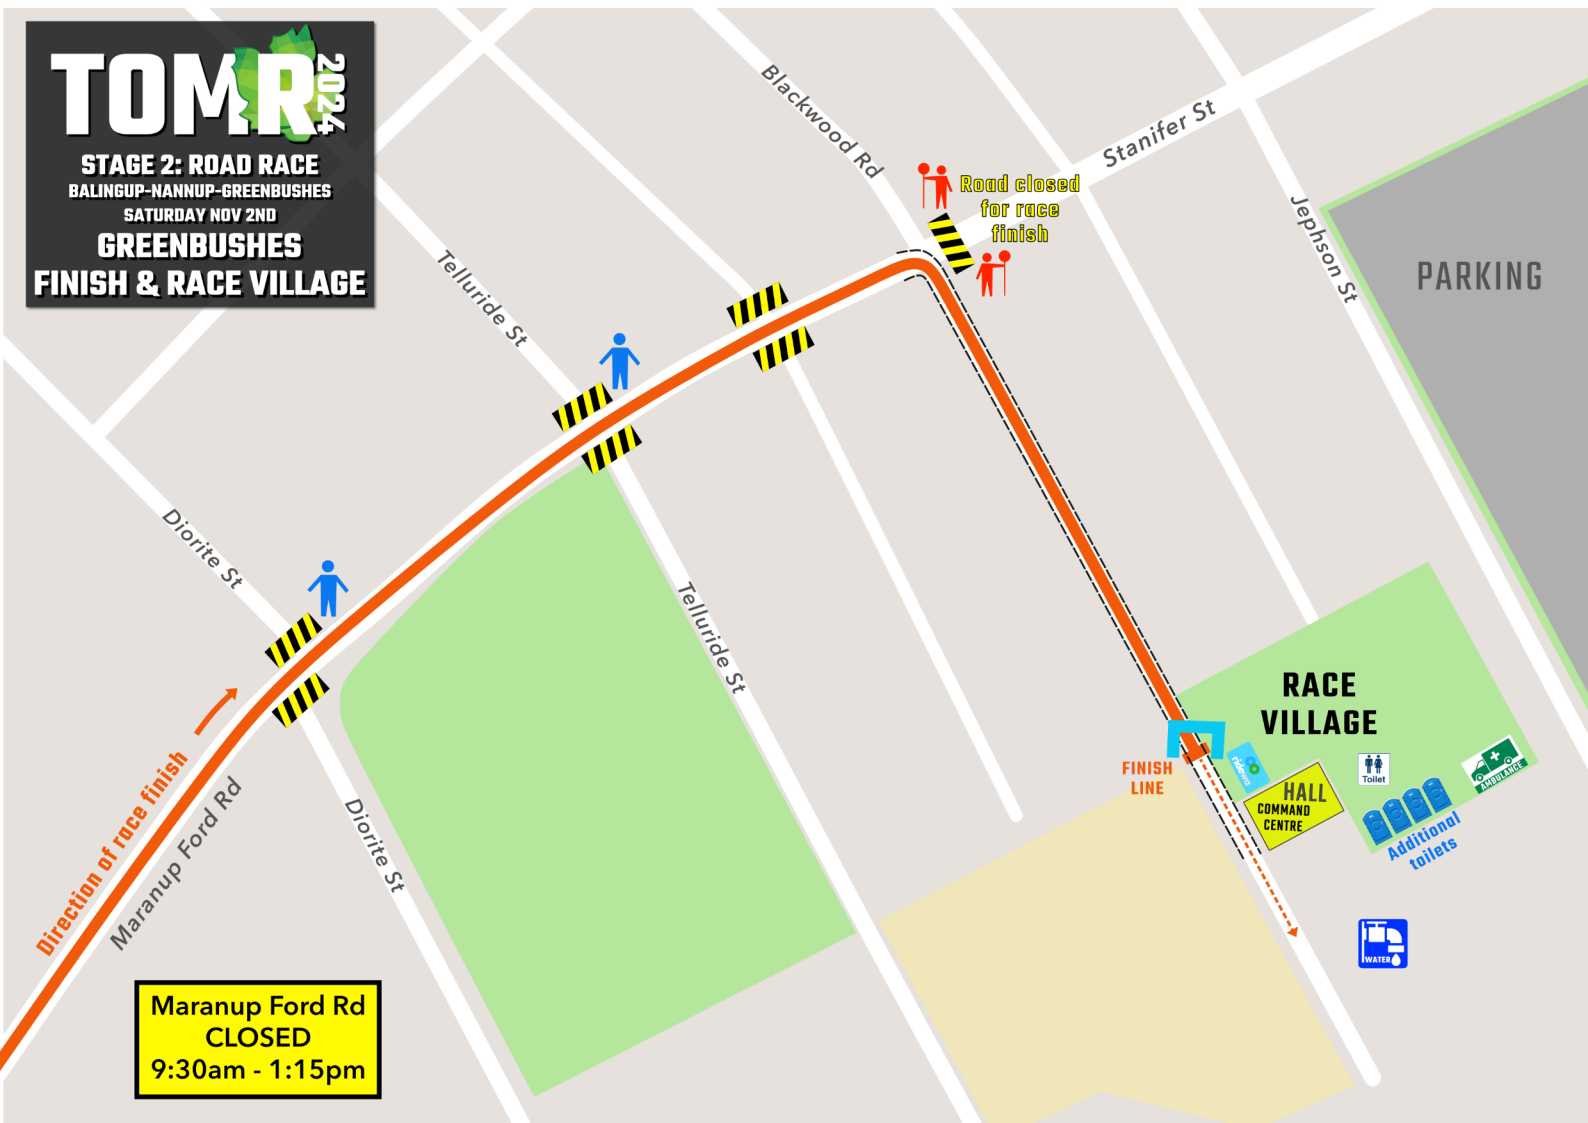 TOMR
2024
STAGE 2: ROAD RACE
BALINGUP-NANNUP-GREENBUSHES
SATURDAY NOV 2ND
GREENBUSHES
FINISH & RACE VILLAGE
Blackwood Rd
Stanifer St
Road closed
for race
finish
Jephson St
PARKING
Telluride St
Diorite St
Telluride St
RACE
VILLAGE
FINISH
LINE
ridewa
HALL
COMMAND
CENTRE
Toilet
AMBULANCE
Additional
toilets
WATER
Direction of race finish
Maranup Ford Rd
Diorite St
Maranup Ford Rd
CLOSED
9:30am - 1:15pm